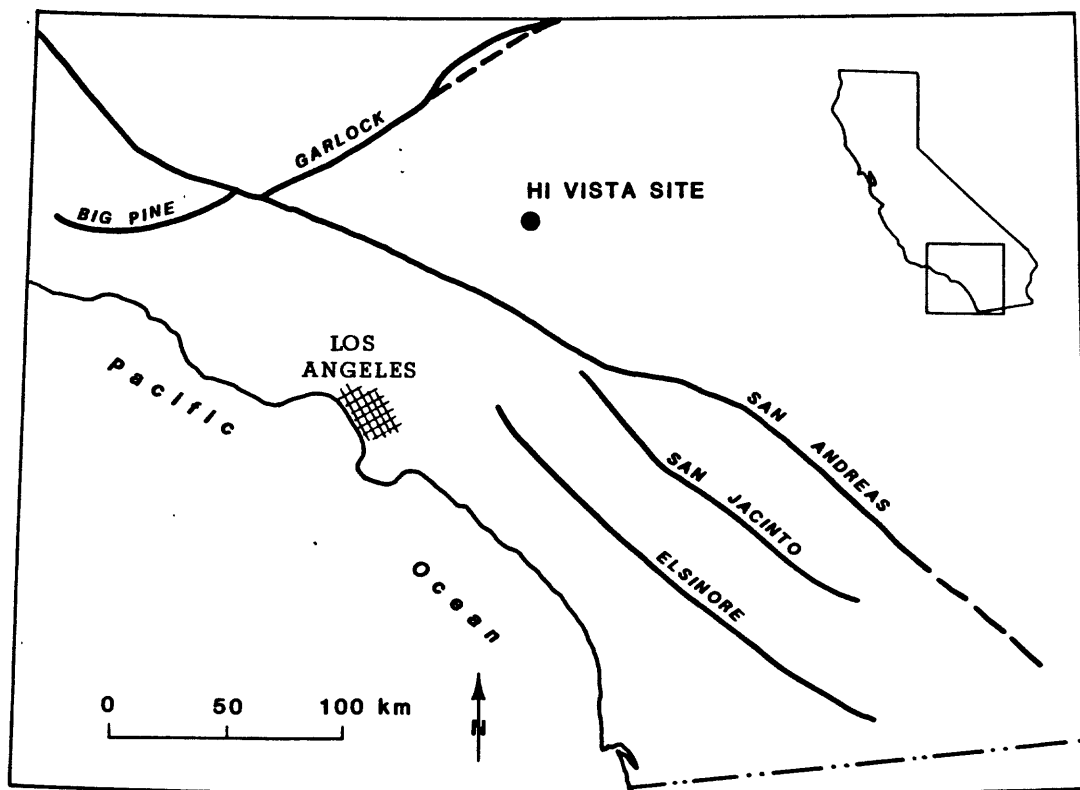 GARLOCK
BIG PINE
HI VISTA SITE
LOS
ANGELES
Pacific
Ocean
SAN ANDREAS
SAN JACINTO
ELSINORE
0 50 100 km
N